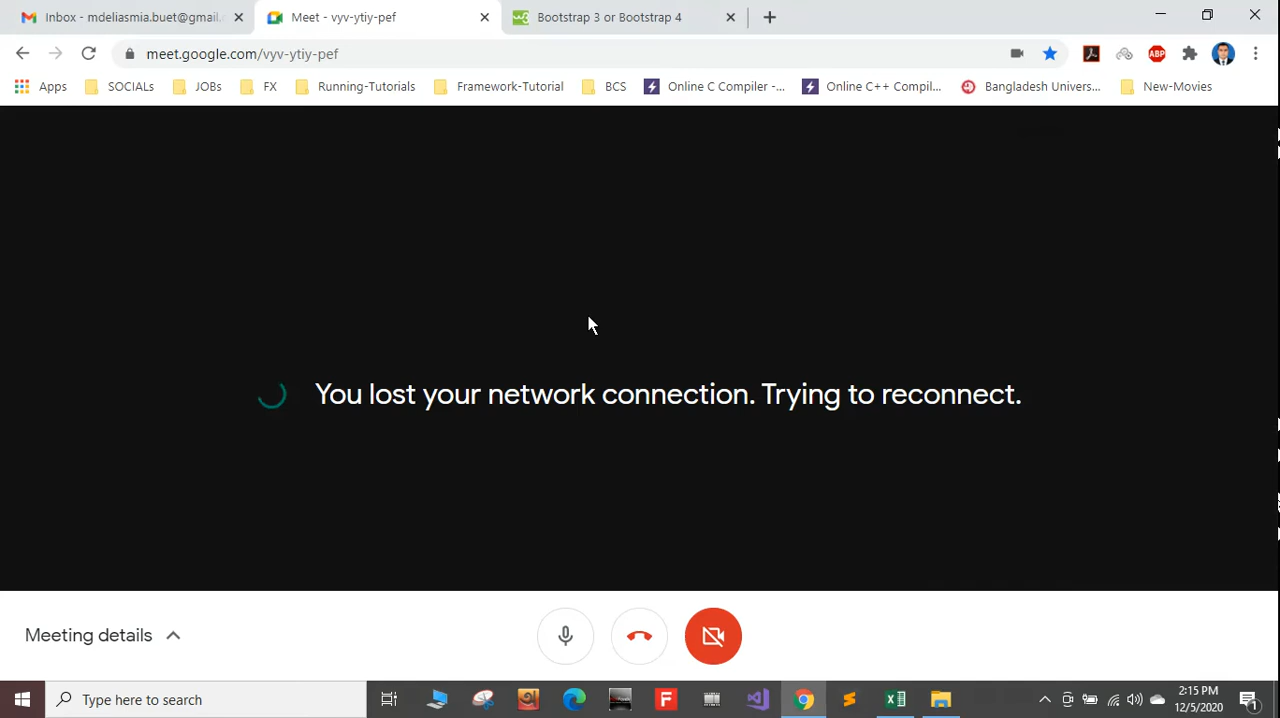 Inbox - mdeliasmia.buet@gmail. Meet - vyv-ytiy-pef Bootstrap 3 or Bootstrap 4
meet.google.com/vyv-ytiy-pef ABP
Apps SOCIALs JOBs FX Running-Tutorials Framework-Tutorial BCS Online C Compiler -... Online C++ Compil... Bangladesh Univers... New-Movies
You lost your network connection. Trying to reconnect.
Meeting details
Type here to search
2:15 PM
12/5/2020
1